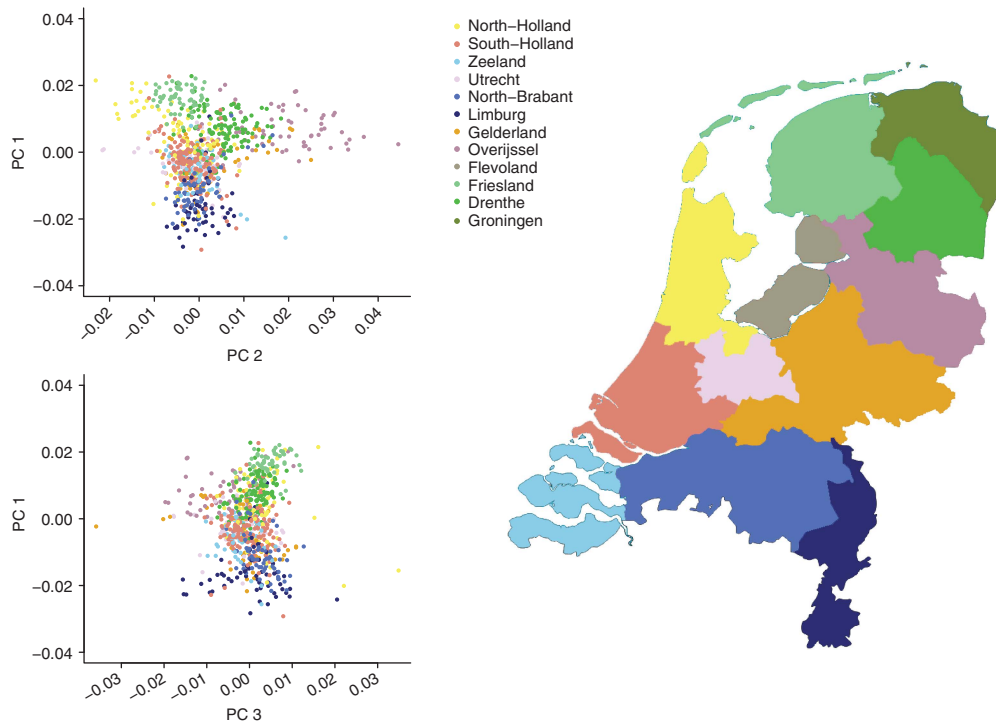 0.04
0.02
0.00
−0.02
−0.04
PC 1
−0.02
−0.01
0.00
0.01
0.02
0.03
0.04
PC 2
North−Holland
South−Holland
Zeeland
Utrecht
North−Brabant
Limburg
Gelderland
Overijssel
Flevoland
Friesland
Drenthe
Groningen
0.04
0.02
0.00
−0.02
−0.04
PC 1
−0.03
−0.02
−0.01
0.00
0.01
0.02
0.03
PC 3